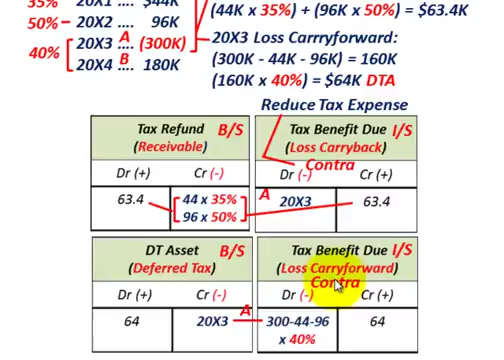 35%
20X1 .... $44K
(44K x 35%) + (96K x 50%) = $63.4K
50% 20X2 .... 96K
40% 20X3 .... (300K) A
20X4 .... 180K B
20X3 Loss Carryforward:
(300K - 44K - 96K) = 160K
(160K x 40%) = $64K DTA
Reduce Tax Expense
Tax Refund B/S
(Receivable)
Tax Benefit Due I/S
(Loss Carryback)
Contra
Dr (+) Cr (-)
Dr (-) Cr (+)
63.4 44 x 35%
96 x 50%
A 20X3 63.4
DT Asset B/S
(Deferred Tax)
Tax Benefit Due I/S
(Loss Carryforward)
Contra
Dr (+) Cr (-)
Dr (-) Cr (+)
64 20X3 A 300-44-96
x 40%
64